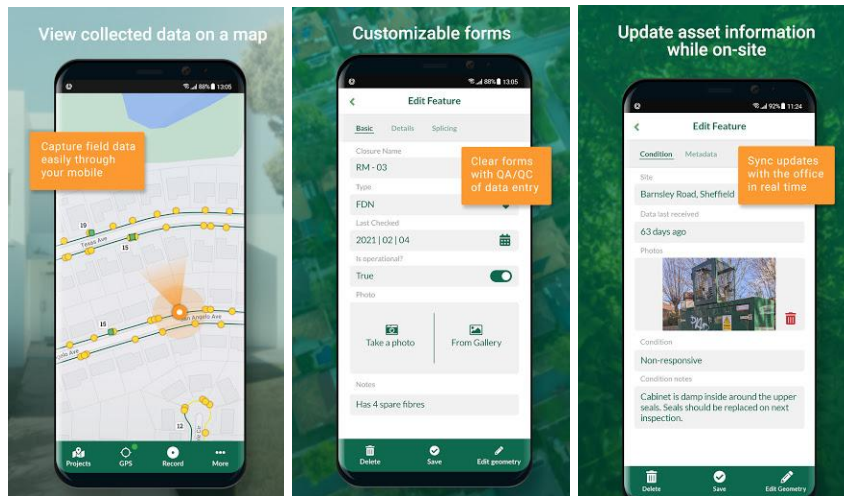 View collected data on a map
88% 13:05
Capture field data
easily through
your mobile
19
Texas Ave
15
15
San Angelo Ave
12
Projects
GPS
Record
More
Customizable forms
88% 13:05
Edit Feature
Basic
Details
Splicing
Closure Name
RM - 03
Clear forms
with QA/QC
of data entry
Type
FDN
Last Checked
2021 | 02 | 04
Is operational?
True
Photo
Take a photo
From Gallery
Notes
Has 4 spare fibres
Delete
Save
Edit geometry
Update asset information
while on-site
92% 11:24
Edit Feature
Condition
Metadata
Sync updates
with the office
in real time
Site
Barnsley Road, Sheffield
Data last received
63 days ago
Photos
Condition
Non-responsive
Condition notes
Cabinet is damp inside around the upper
seals. Seals should be replaced on next
inspection.
Delete
Save
Edit Geometry